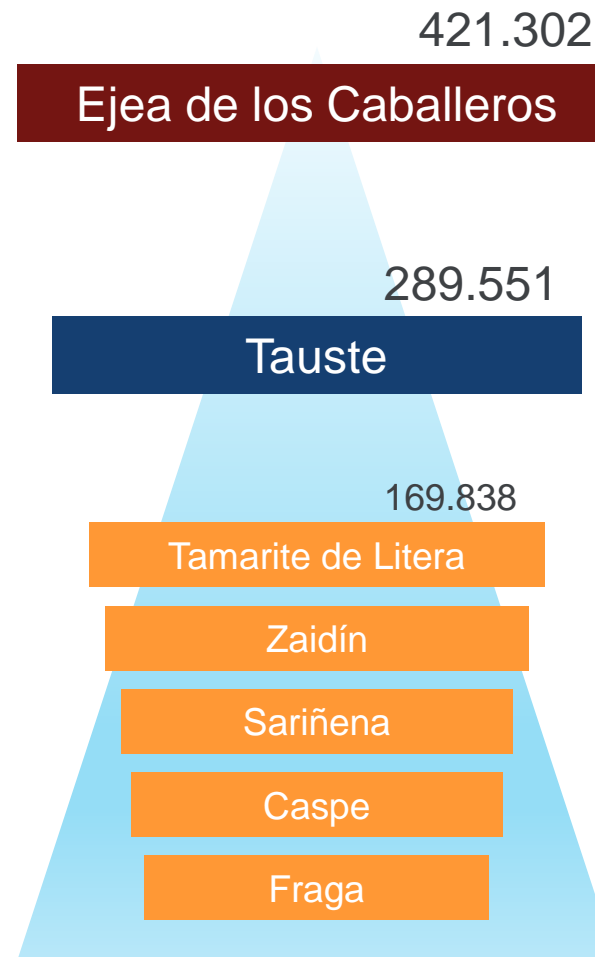 421.302
Ejea de los Caballeros
289.551
Tauste
169.838
Tamarite de Litera
Zaidín
Sariñena
Caspe
Fraga